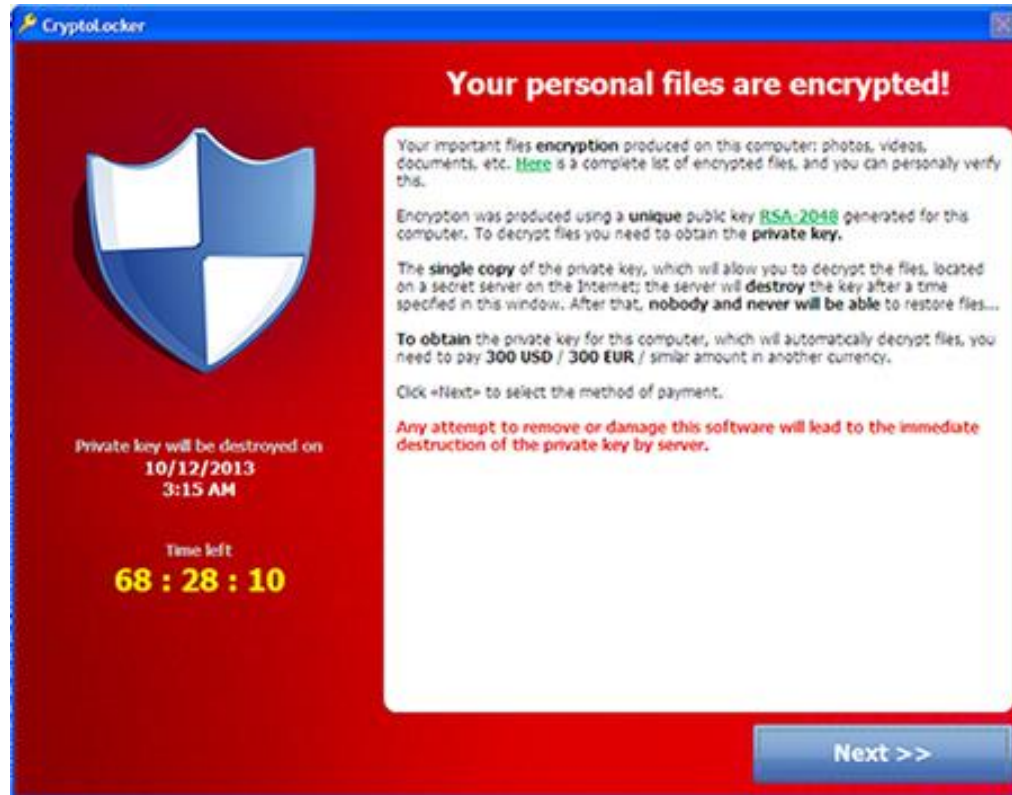 CryptoLocker
Your personal files are encrypted!
Your important files encryption produced on this computer: photos, videos,
documents, etc. Here is a complete list of encrypted files, and you can personally verify
this.
Encryption was produced using a unique public key RSA-2048 generated for this
computer. To decrypt files you need to obtain the private key.
The single copy of the private key, which will allow you to decrypt the files, located
on a secret server on the Internet; the server will destroy the key after a time
specified in this window. After that, nobody and never will be able to restore files...
To obtain the private key for this computer, which will automatically decrypt files, you
need to pay 300 USD / 300 EUR / similar amount in another currency.
Click «Next» to select the method of payment.
Any attempt to remove or damage this software will lead to the immediate
destruction of the private key by server.
Private key will be destroyed on
10/12/2013
3:15 AM
Time left
68 : 28 : 10
Next >>